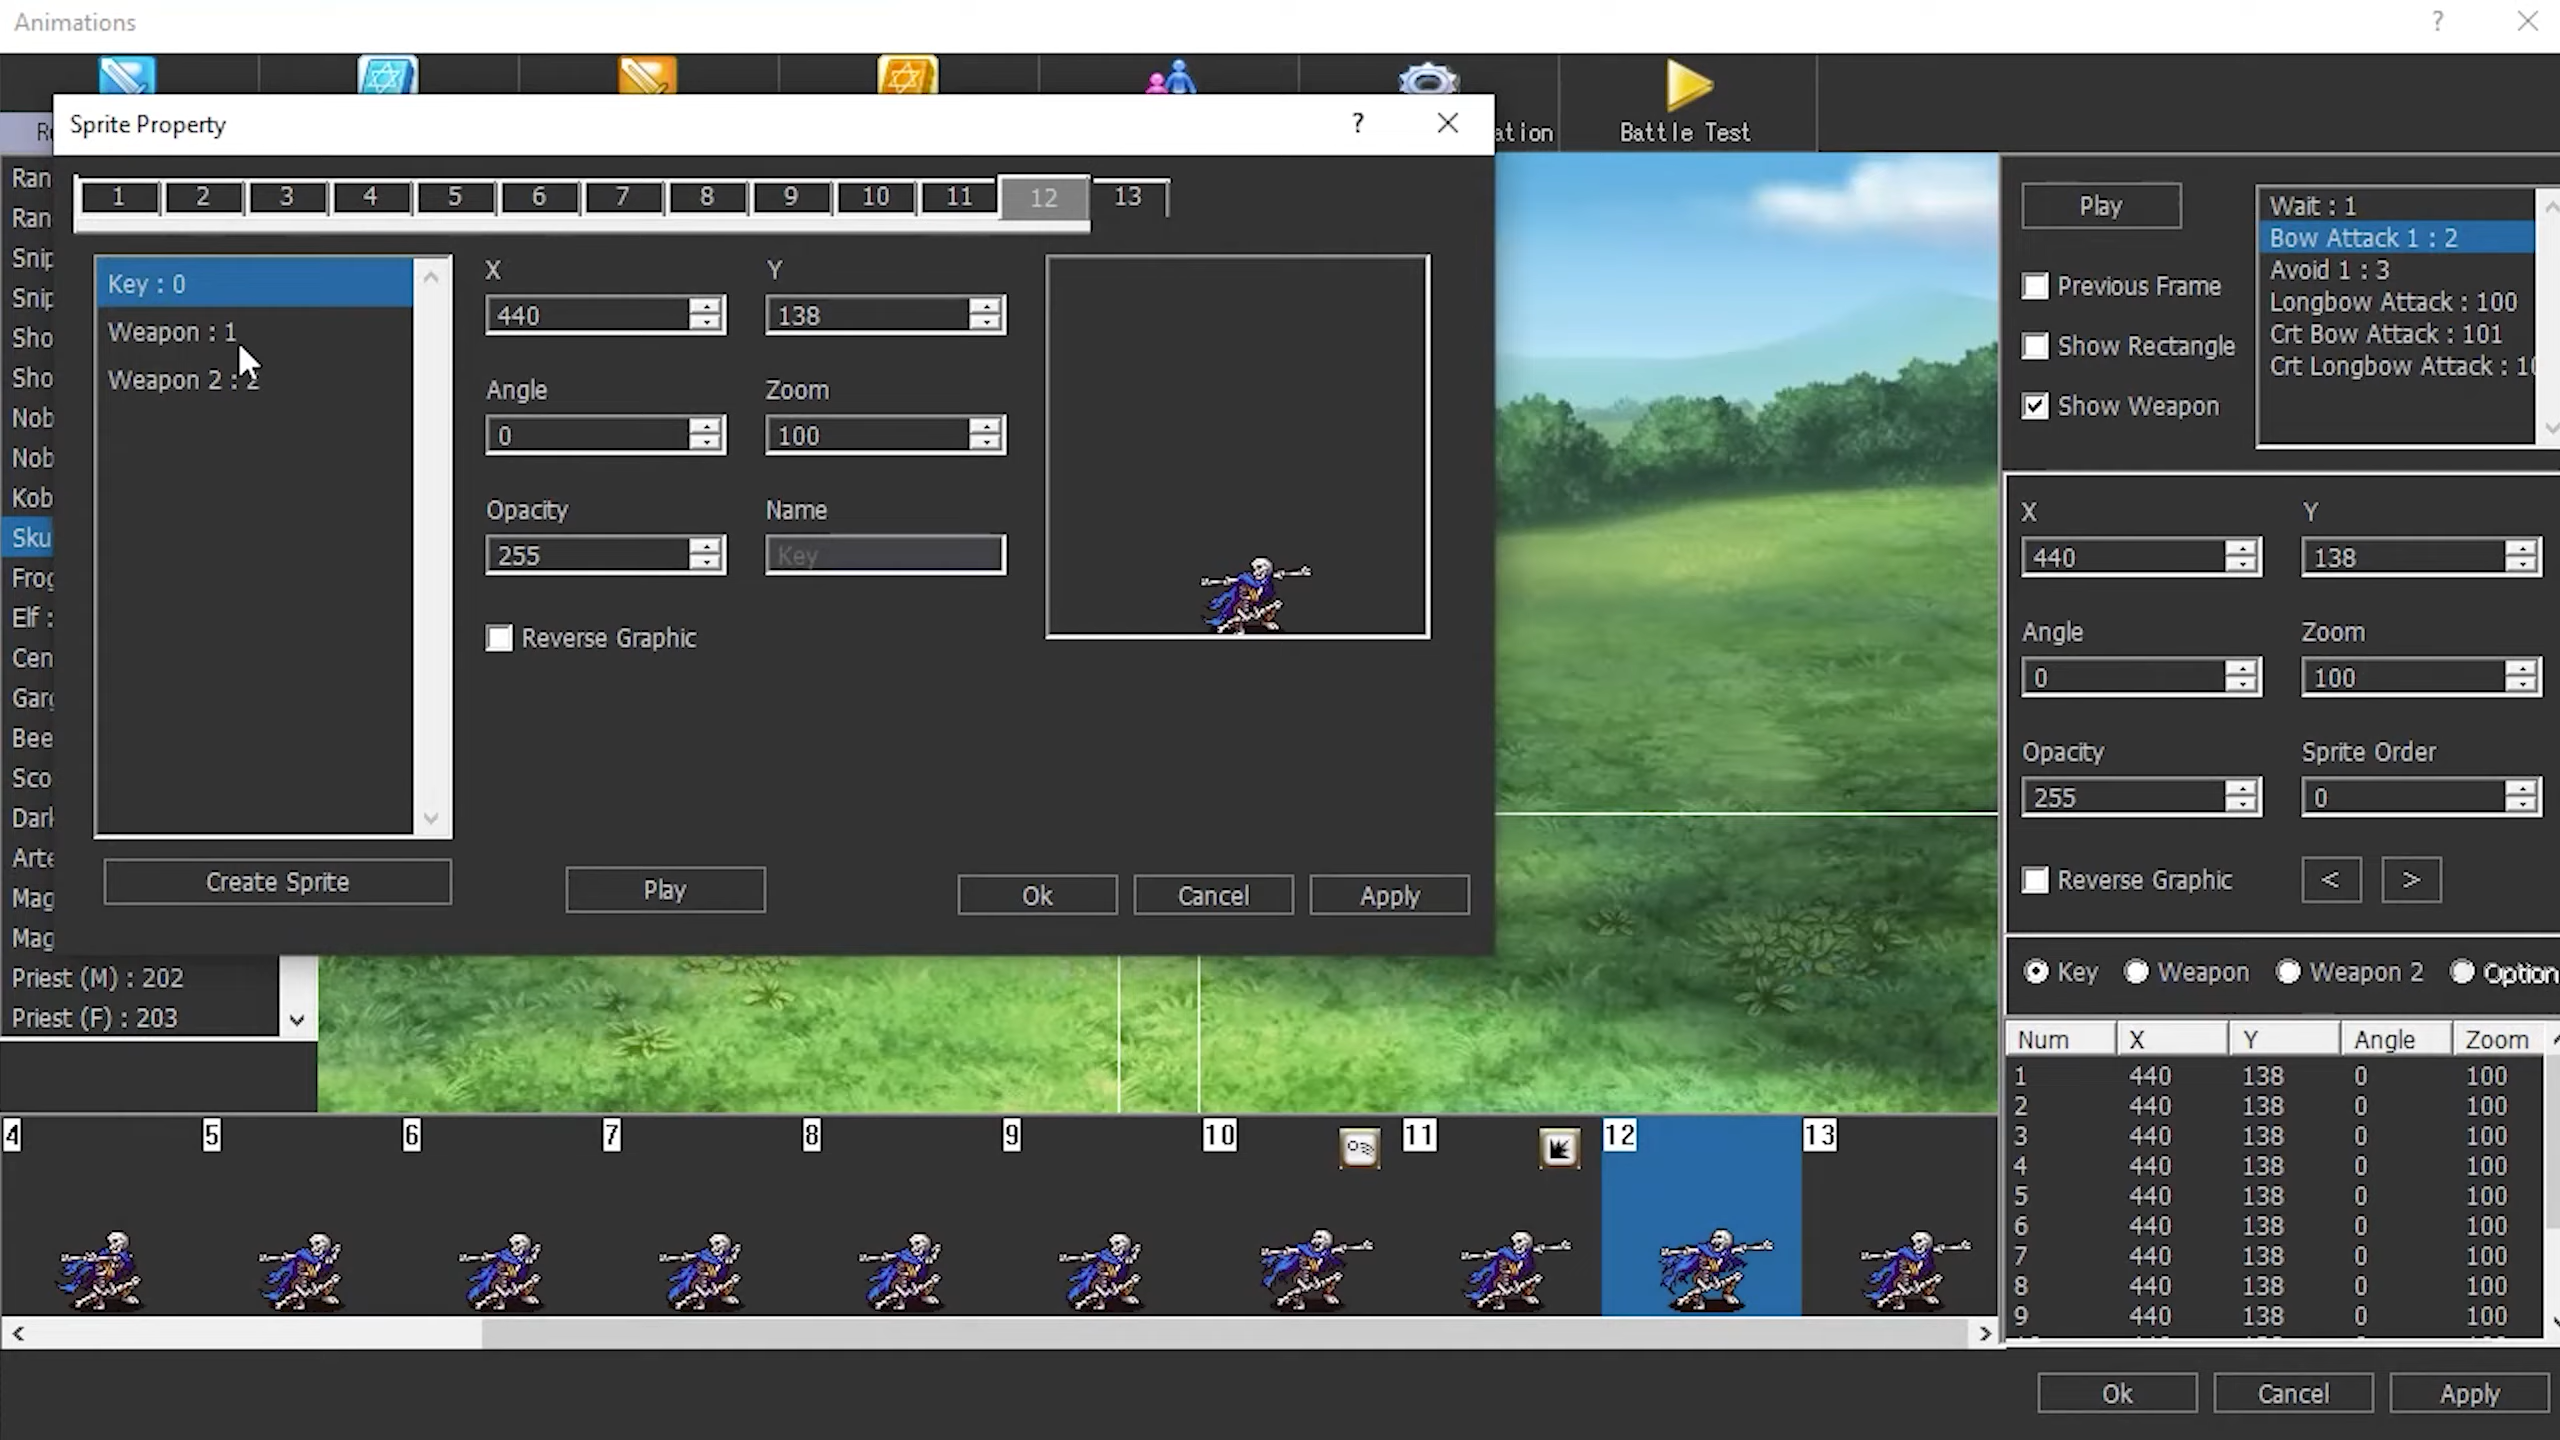 Animations
?
Battle Test
Sprite Property
?
1 2 3 4 5 6 7 8 9 10 11 12 13
Key : 0
Weapon : 1
Weapon 2 : 2
X
440
Y
138
Angle
0
Zoom
100
Opacity
255
Name
Key
Reverse Graphic
Create Sprite
Play
Ok
Cancel
Apply
Ran
Ran
Snip
Snip
Sho
Sho
Nob
Nob
Kob
Sku
Frog
Elf :
Cen
Garg
Bee
Sco
Dark
Arte
Mag
Mag
Priest (M) : 202
Priest (F) : 203
Play
Previous Frame
Show Rectangle
Show Weapon
Wait : 1
Bow Attack 1 : 2
Avoid 1 : 3
Longbow Attack : 100
Crt Bow Attack : 101
Crt Longbow Attack : 10
X
440
Y
138
Angle
0
Zoom
100
Opacity
255
Sprite Order
0
Reverse Graphic
<
>
Key Weapon Weapon 2 Option
Num X Y Angle Zoom
1 440 138 0 100
2 440 138 0 100
3 440 138 0 100
4 440 138 0 100
5 440 138 0 100
6 440 138 0 100
7 440 138 0 100
8 440 138 0 100
9 440 138 0 100
4 5 6 7 8 9 10 11 12 13
Ok
Cancel
Apply